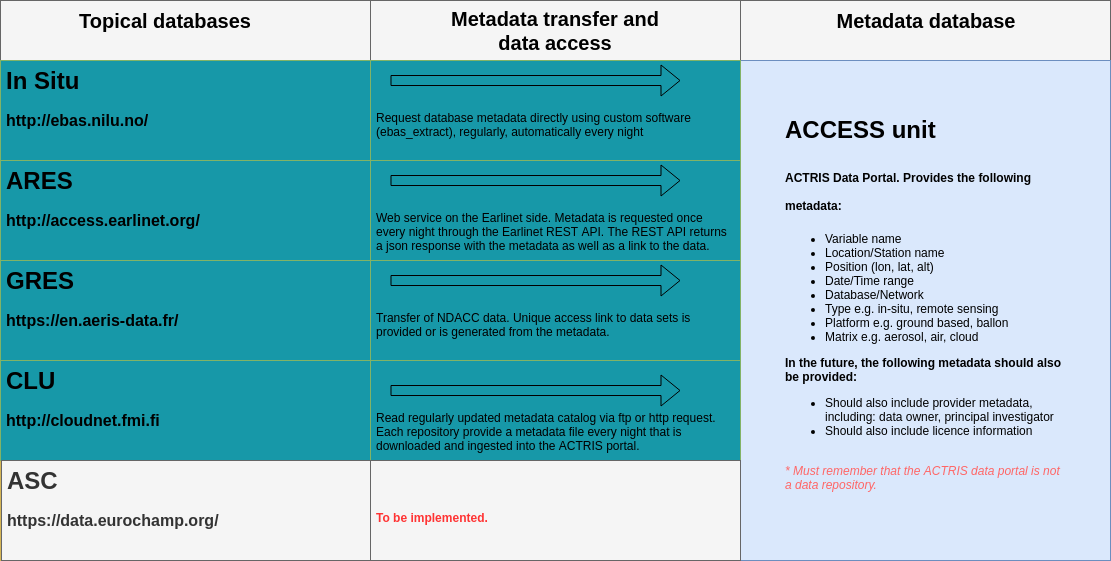 Topical databases
Metadata transfer and
data access
Metadata database
In Situ
http://ebas.nilu.no/
Request database metadata directly using custom software
(ebas_extract), regularly, automatically every night
ARES
http://access.earlinet.org/
Web service on the Earlinet side. Metadata is requested once
every night through the Earlinet REST API. The REST API returns
a json response with the metadata as well as a link to the data.
GRES
https://en.aeris-data.fr/
Transfer of NDACC data. Unique access link to data sets is
provided or is generated from the metadata.
CLU
http://cloudnet.fmi.fi
Read regularly updated metadata catalog via ftp or http request.
Each repository provide a metadata file every night that is
downloaded and ingested into the ACTRIS portal.
ASC
https://data.eurochamp.org/
To be implemented.
ACCESS unit
ACTRIS Data Portal. Provides the following
metadata:
• Variable name
• Location/Station name
• Position (lon, lat, alt)
• Date/Time range
• Database/Network
• Type e.g. in-situ, remote sensing
• Platform e.g. ground based, ballon
• Matrix e.g. aerosol, air, cloud
In the future, the following metadata should also
be provided:
• Should also include provider metadata,
including: data owner, principal investigator
• Should also include licence information
* Must remember that the ACTRIS data portal is not
a data repository.